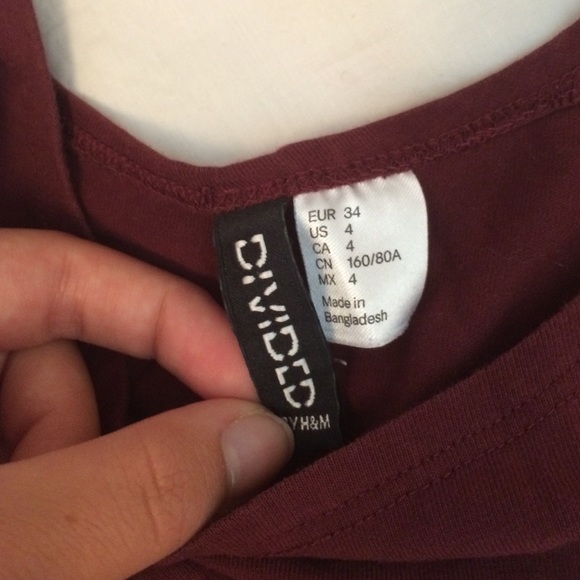 DIVIDED
BY H&M
EUR 34
US 4
CA 4
CN 160/80A
MX 4
Made in
Bangladesh